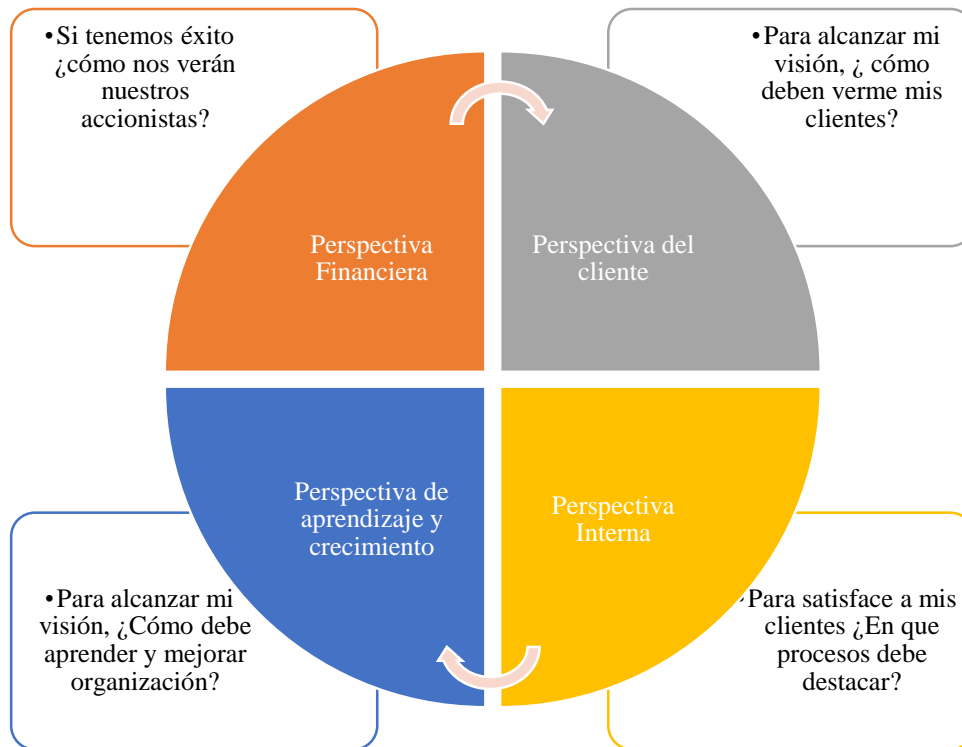 •Si tenemos éxito
¿cómo nos verán
nuestros
accionistas?
•Para alcanzar mi
visión, ¿ cómo
deben verme mis
clientes?
Perspectiva
Financiera
Perspectiva del
cliente
Perspectiva de
aprendizaje y
crecimiento
Perspectiva
Interna
•Para alcanzar mi
visión, ¿Cómo debe
aprender y mejorar
organización?
•Para satisface a mis
clientes ¿En que
procesos debe
destacar?